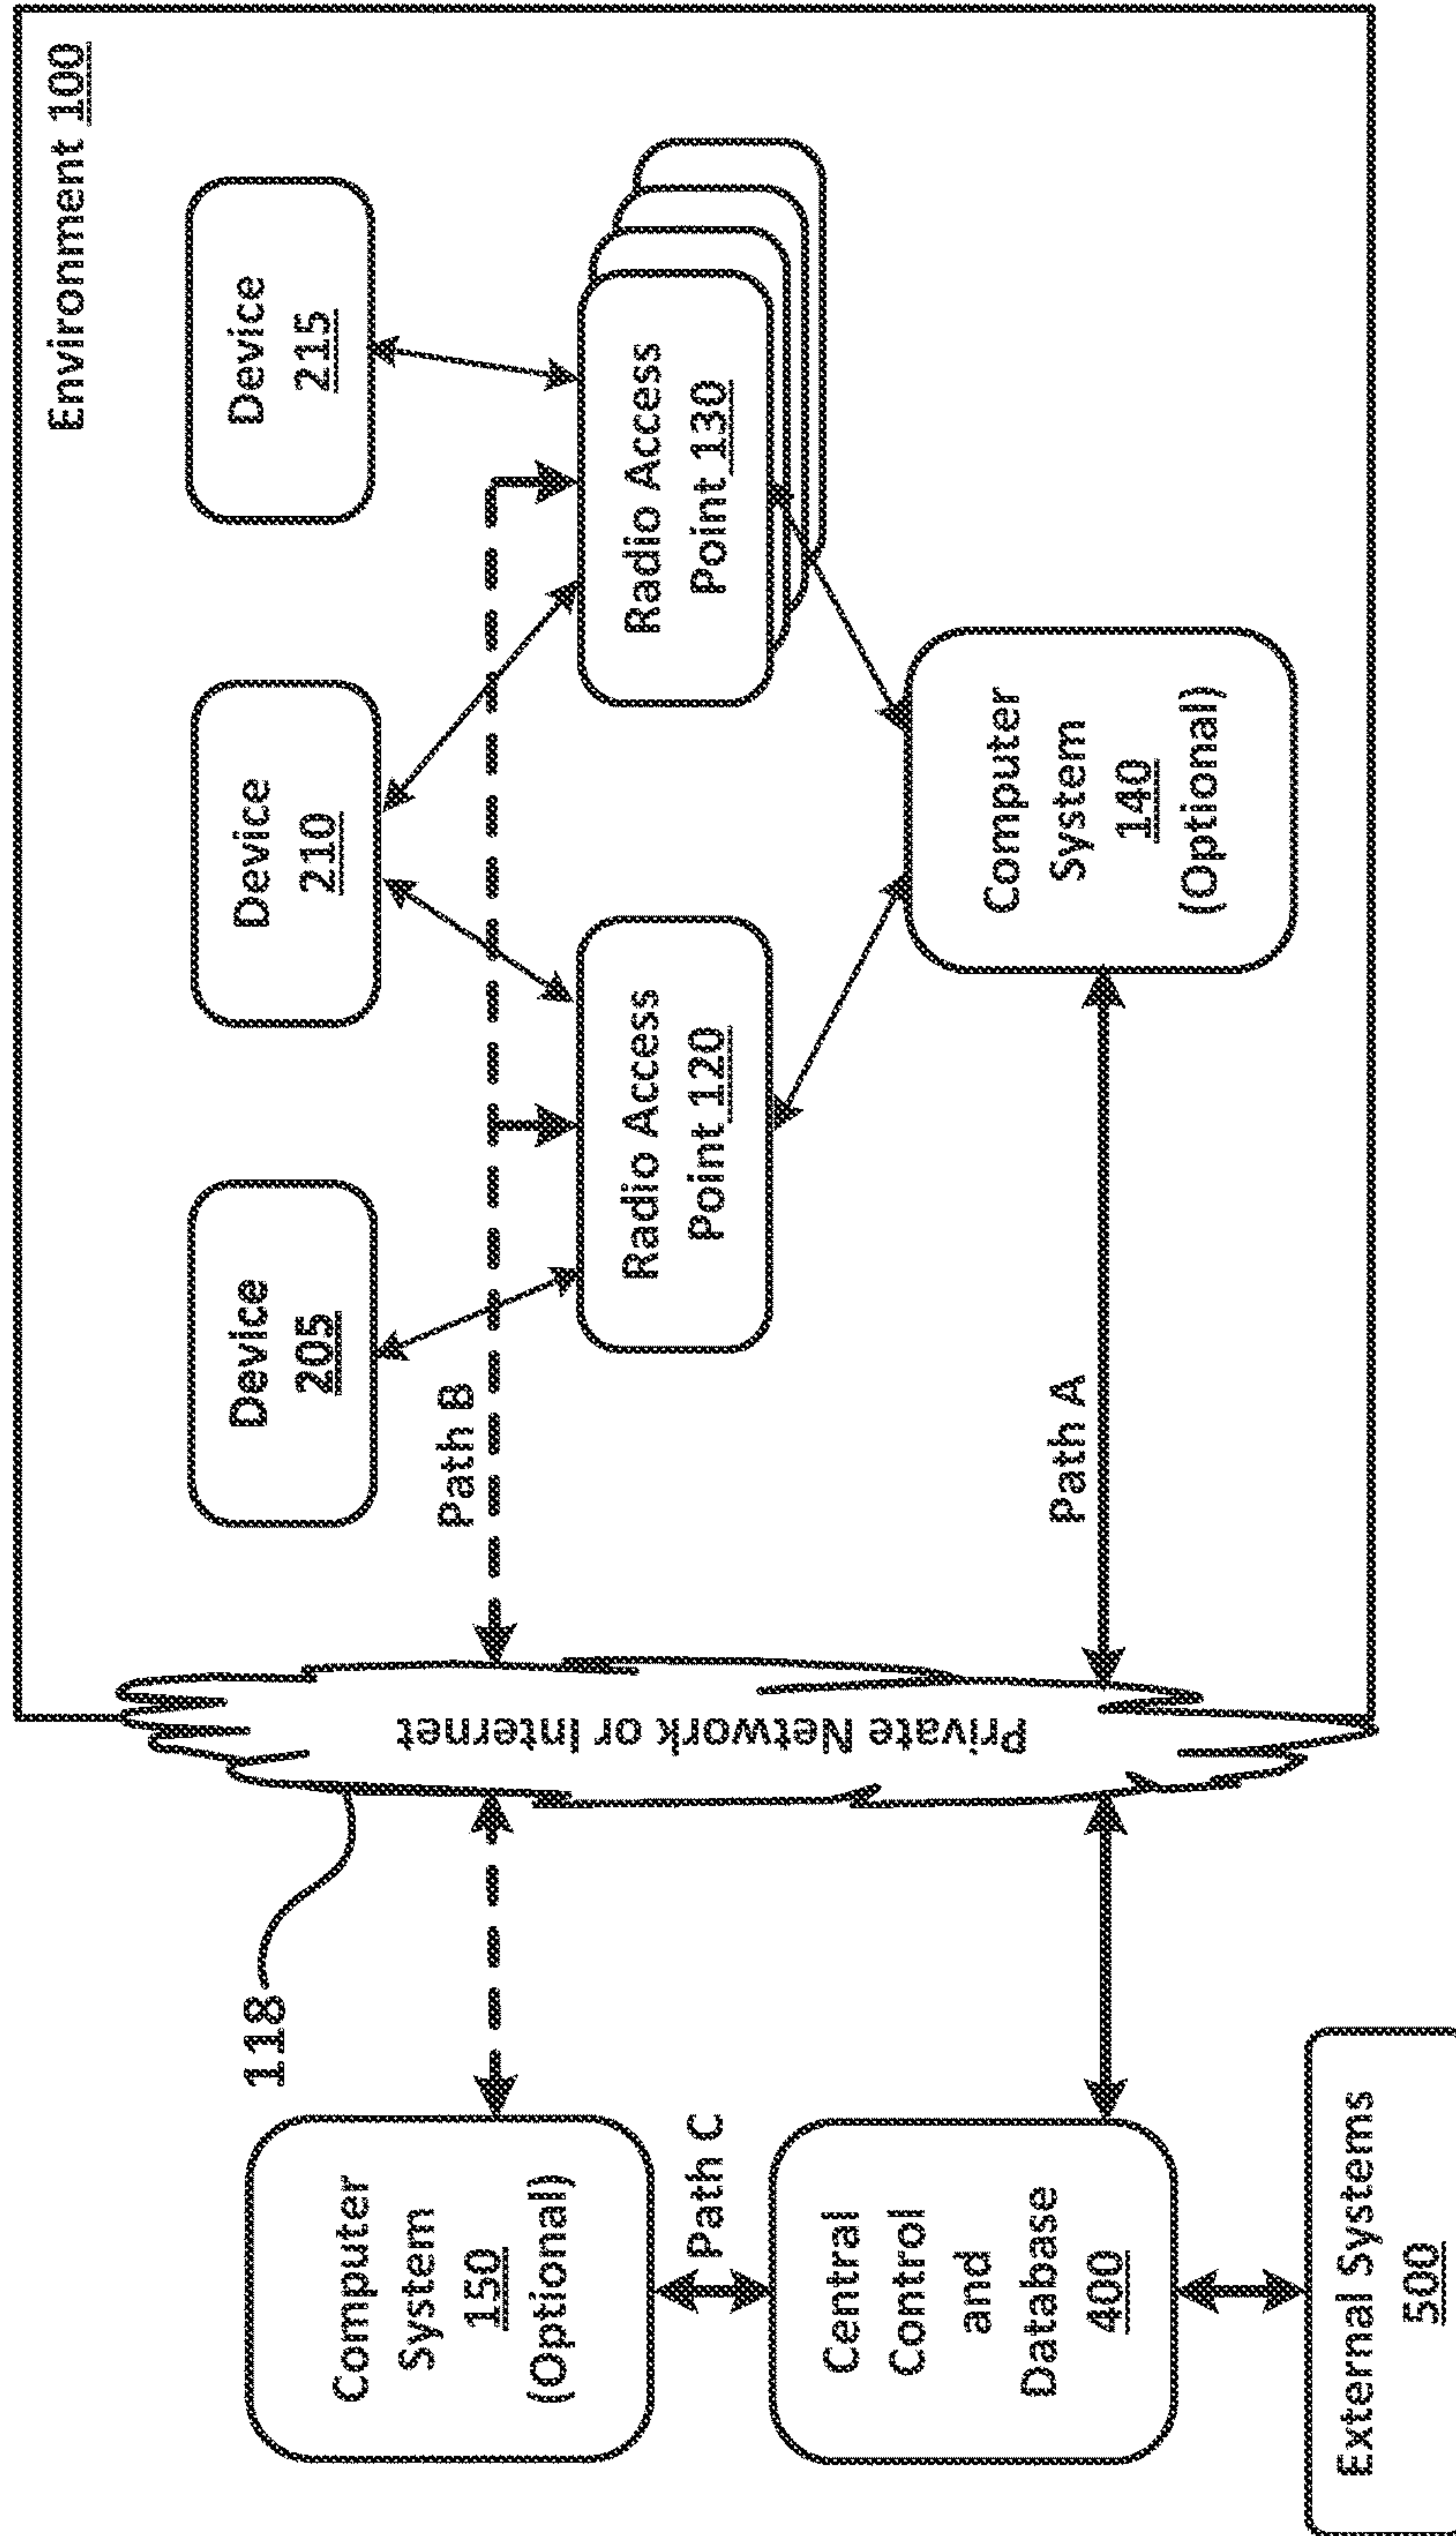 Environment 100
Device
205
Device
210
Device
215
Path B
Radio Access
Point 120
Radio Access
Point 130
118
Computer
System
150
(Optional)
Private Network or Internet
Path C
Path A
Computer
System
140
(Optional)
Central
Control
and
Database
400
External Systems
500